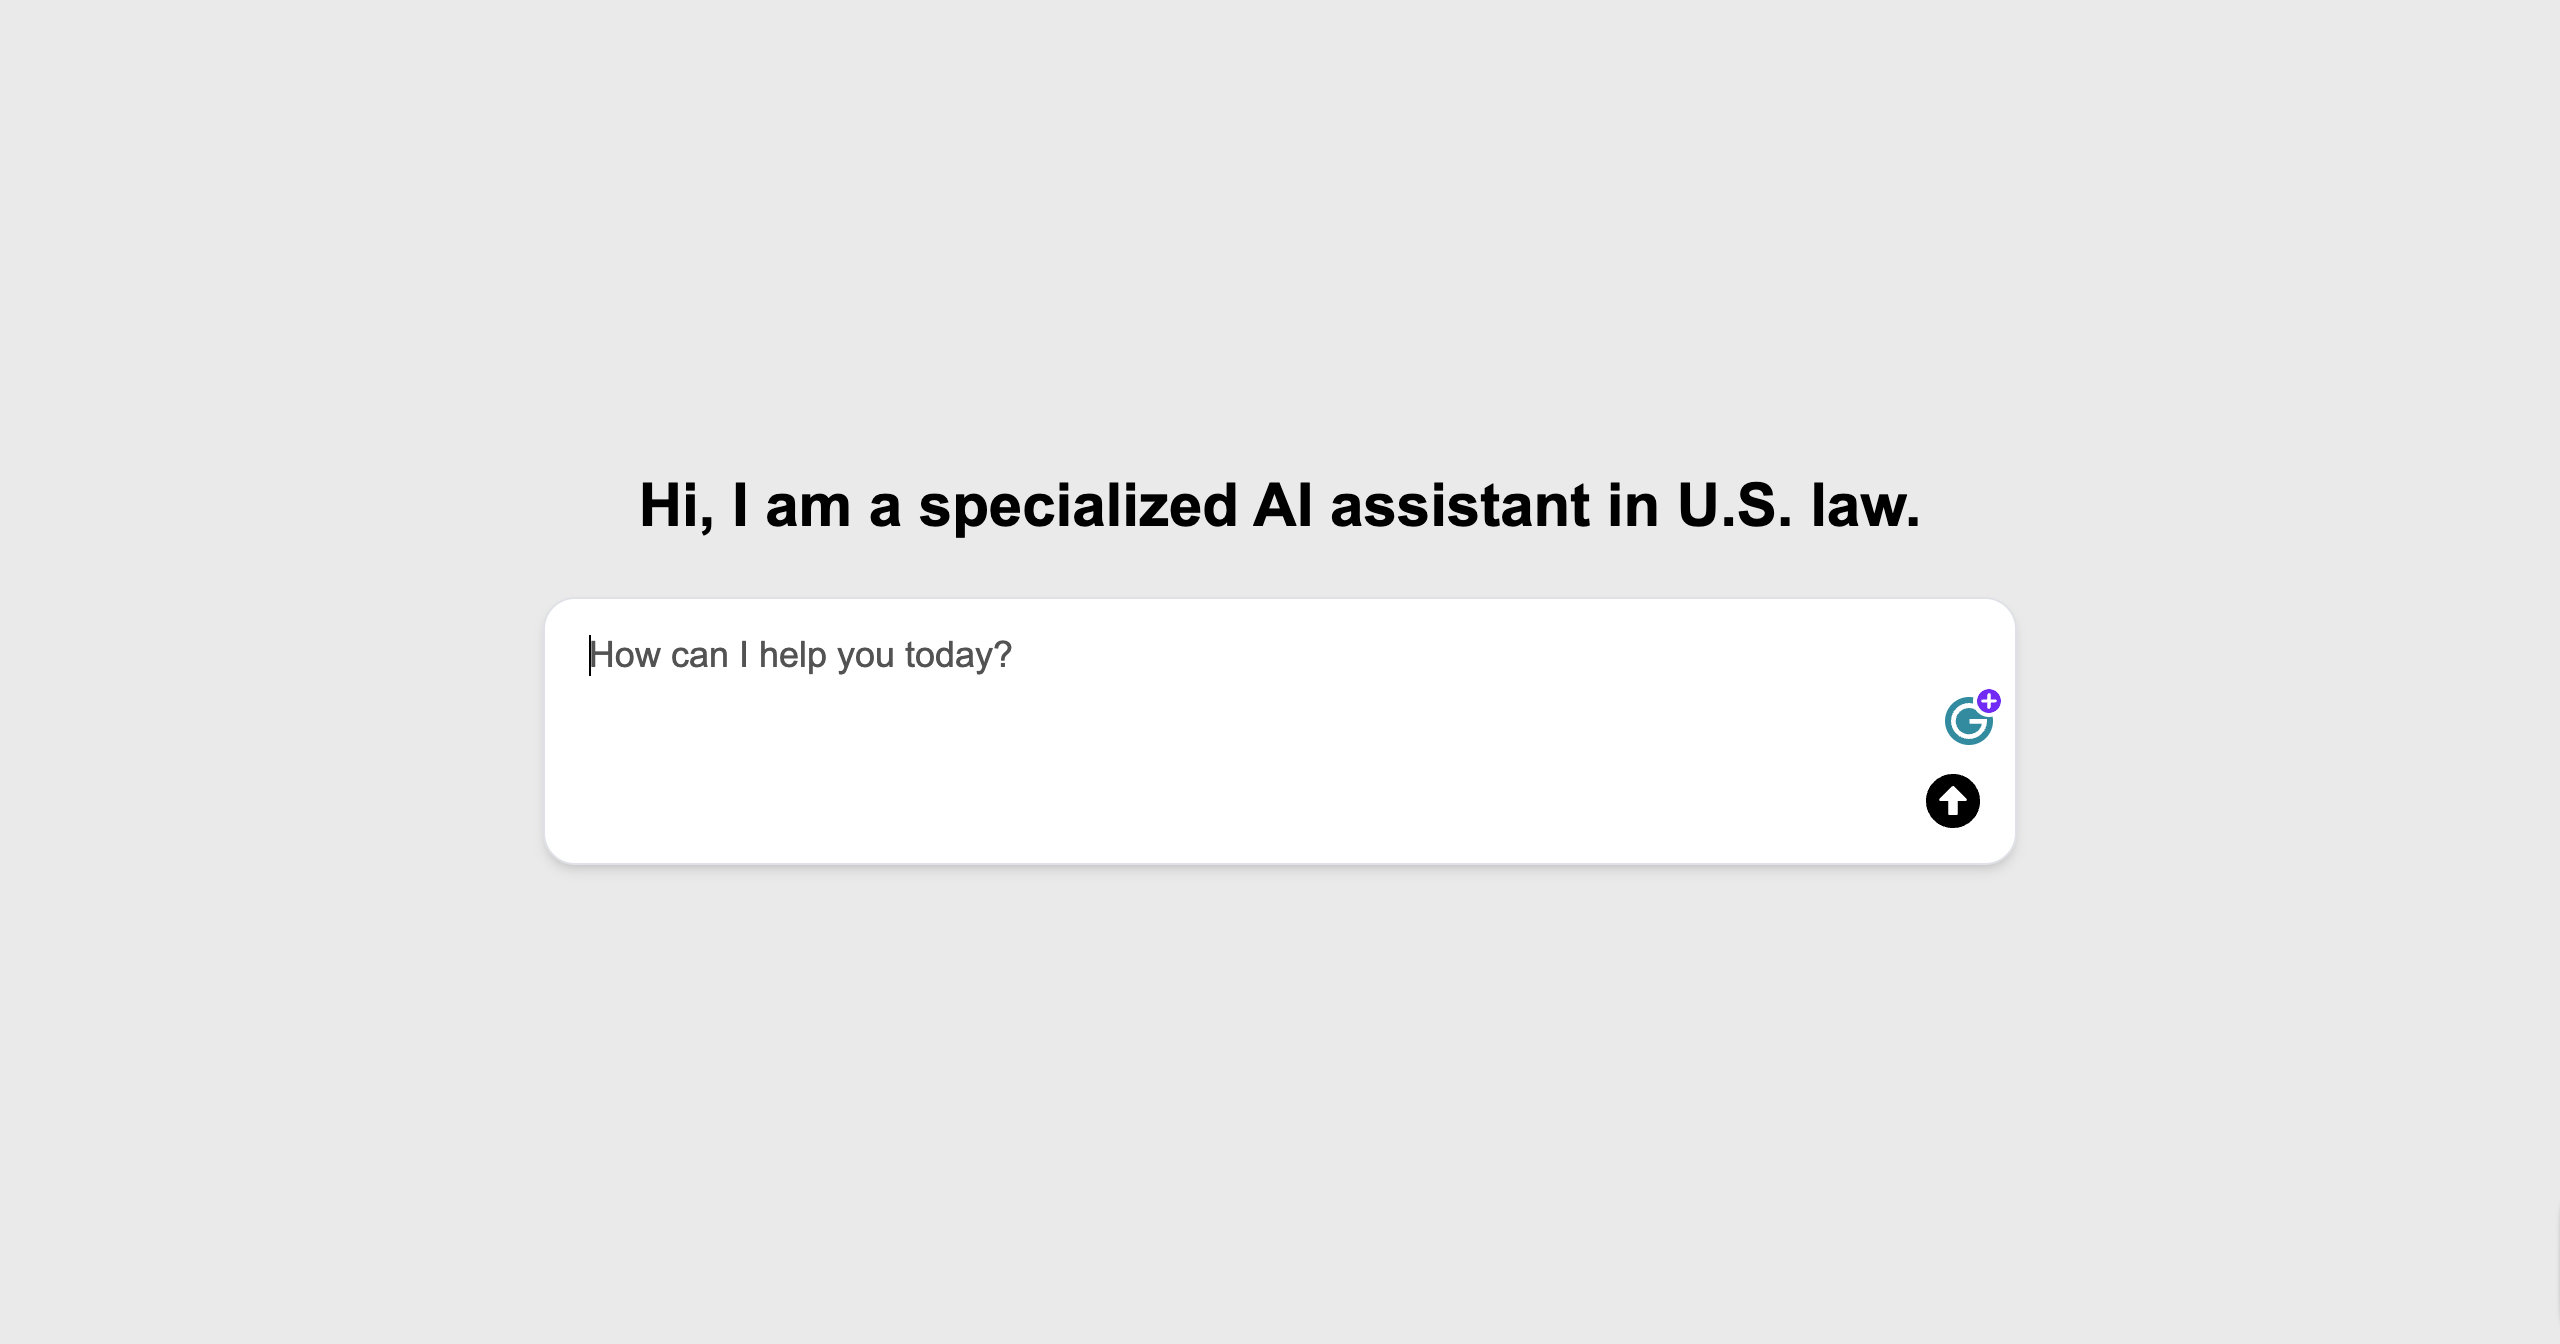 Hi, I am a specialized AI assistant in U.S. law.
How can I help you today?